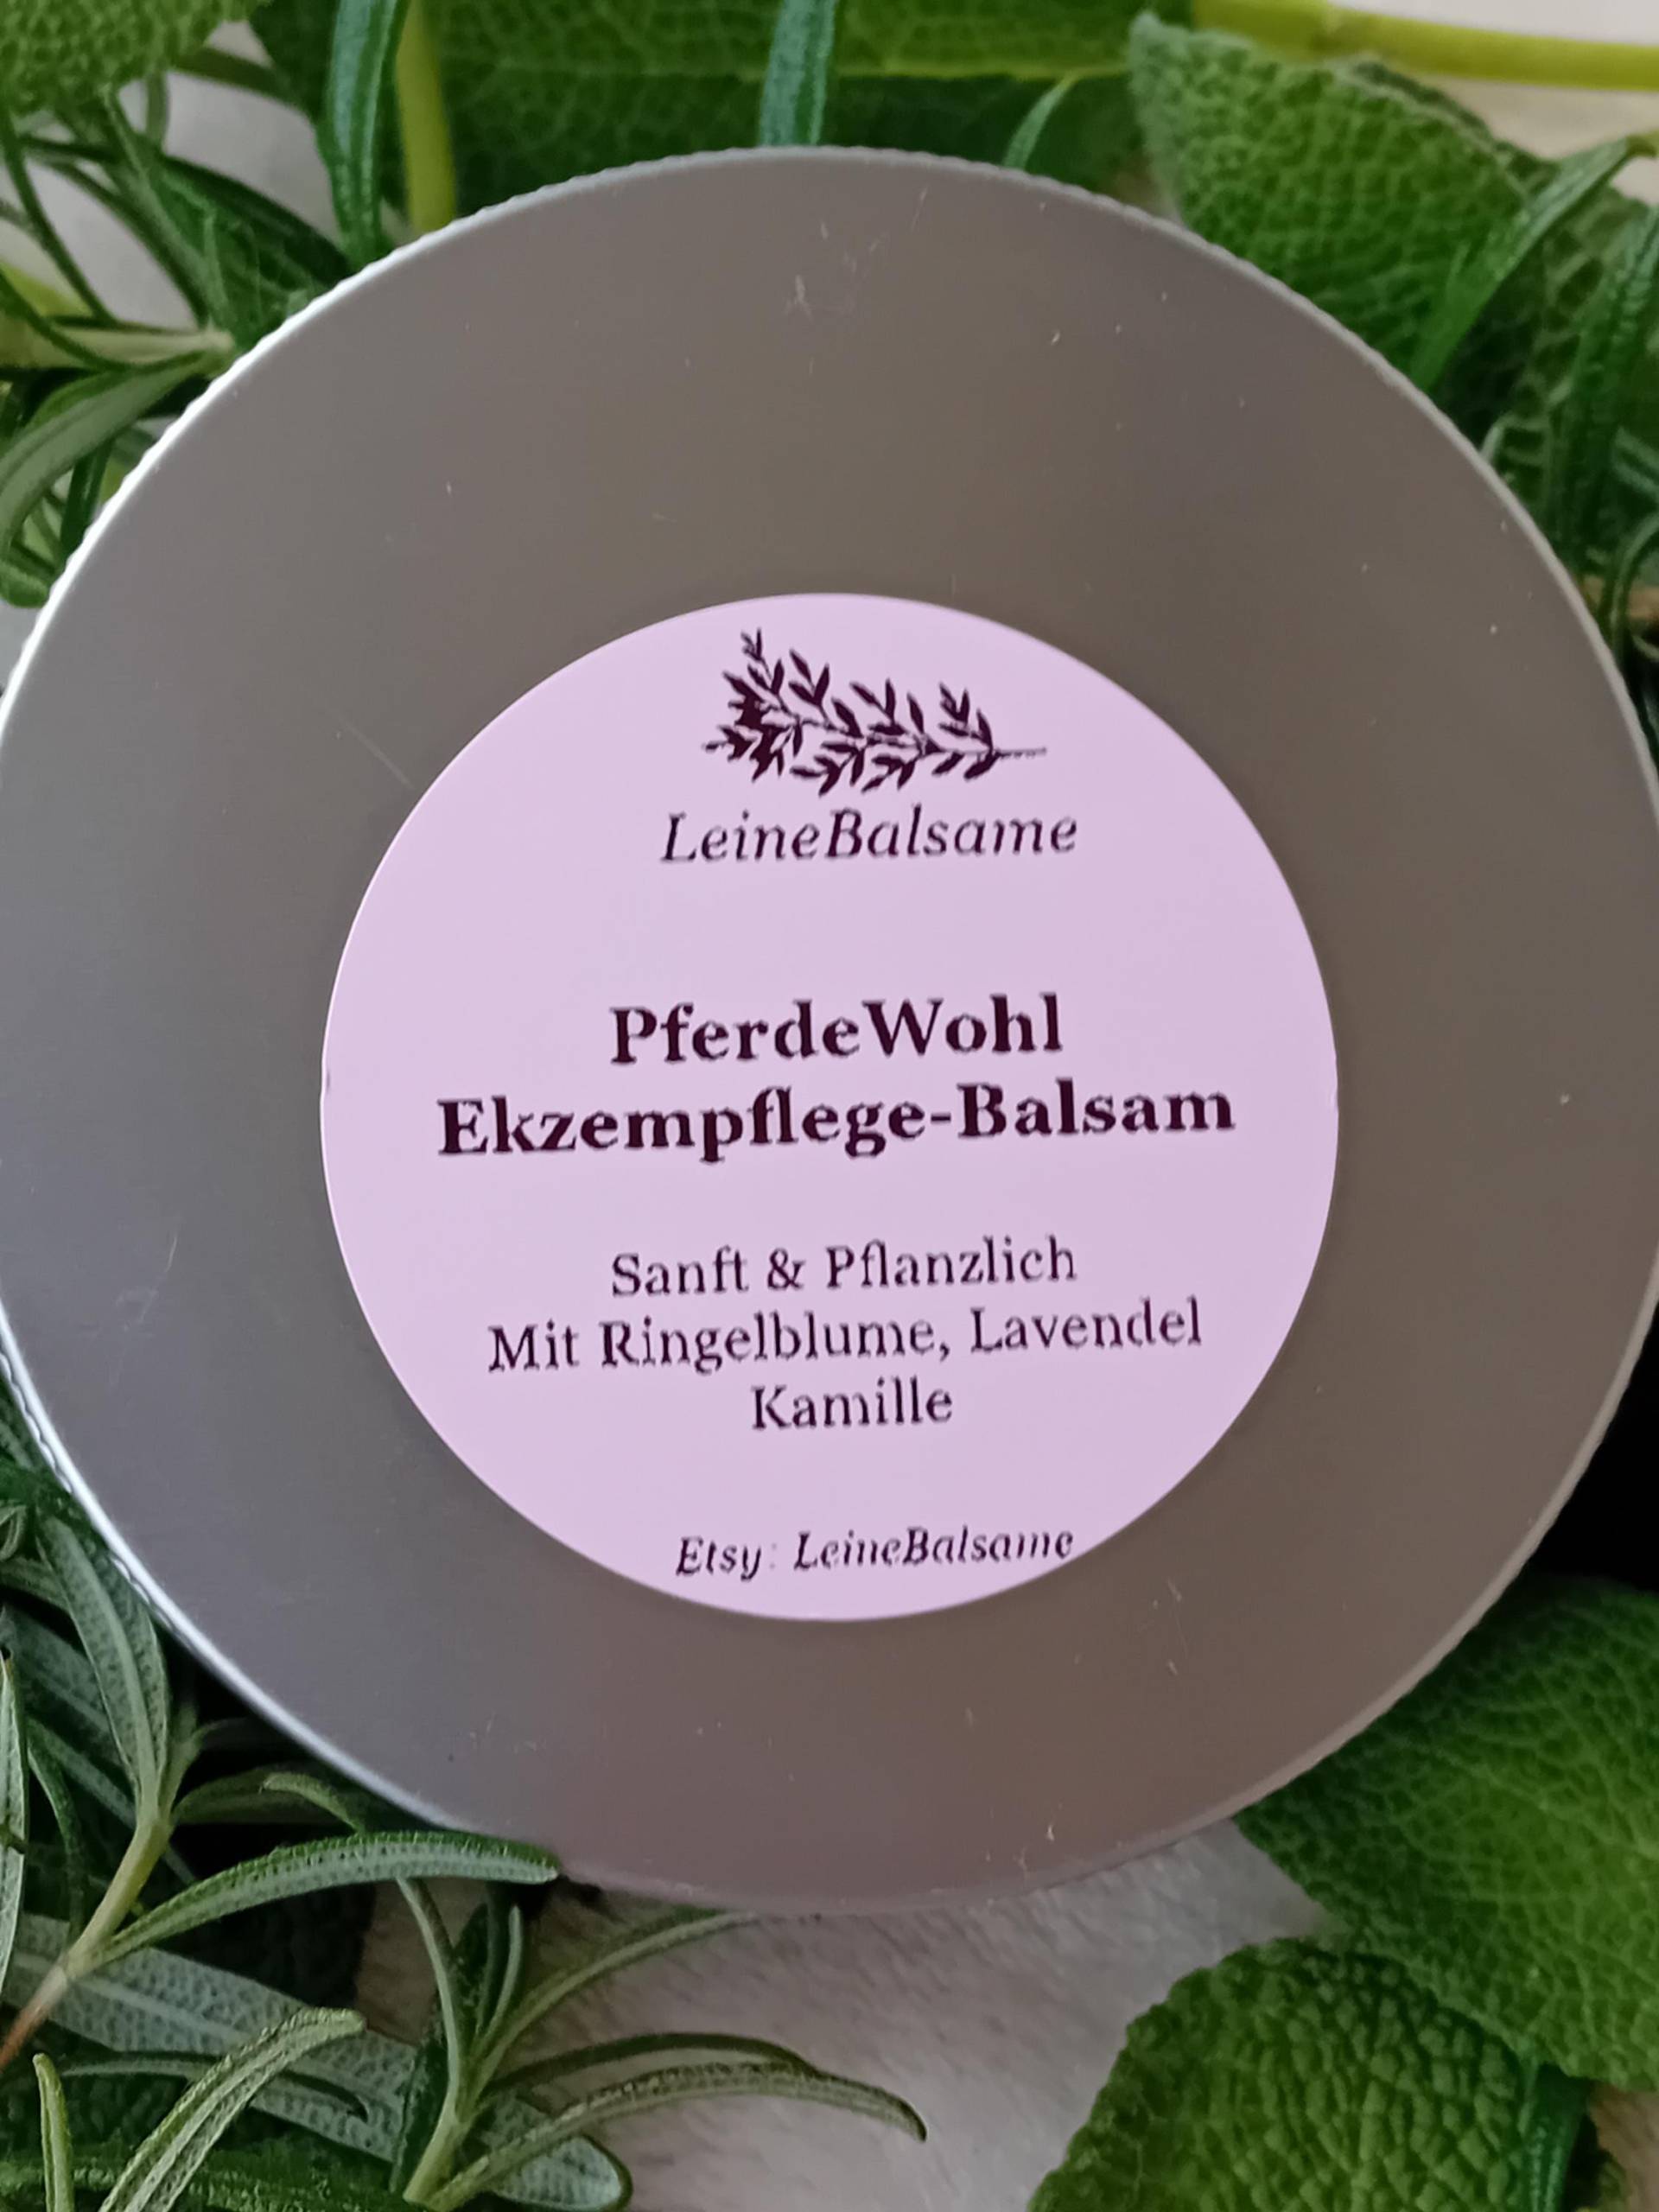 LeineBalsame
PferdeWohl
Ekzempflege-Balsam
Sanft & Pflanzlich
Mit Ringelblume, Lavendel
Kamille
Etsy: LeineBalsame